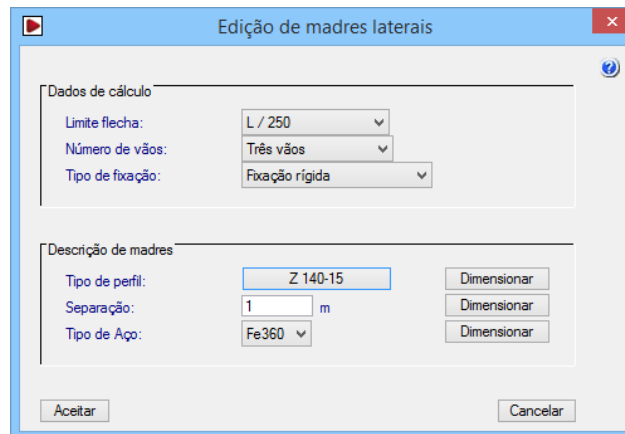 Edição de madres laterais
Dados de cálculo
Limite flecha: L / 250
Número de vãos: Três vãos
Tipo de fixação: Fixação rígida
Descrição de madres
Tipo de perfil: Z 140-15 Dimensionar
Separação: 1 m Dimensionar
Tipo de Aço: Fe360 Dimensionar
Aceitar Cancelar